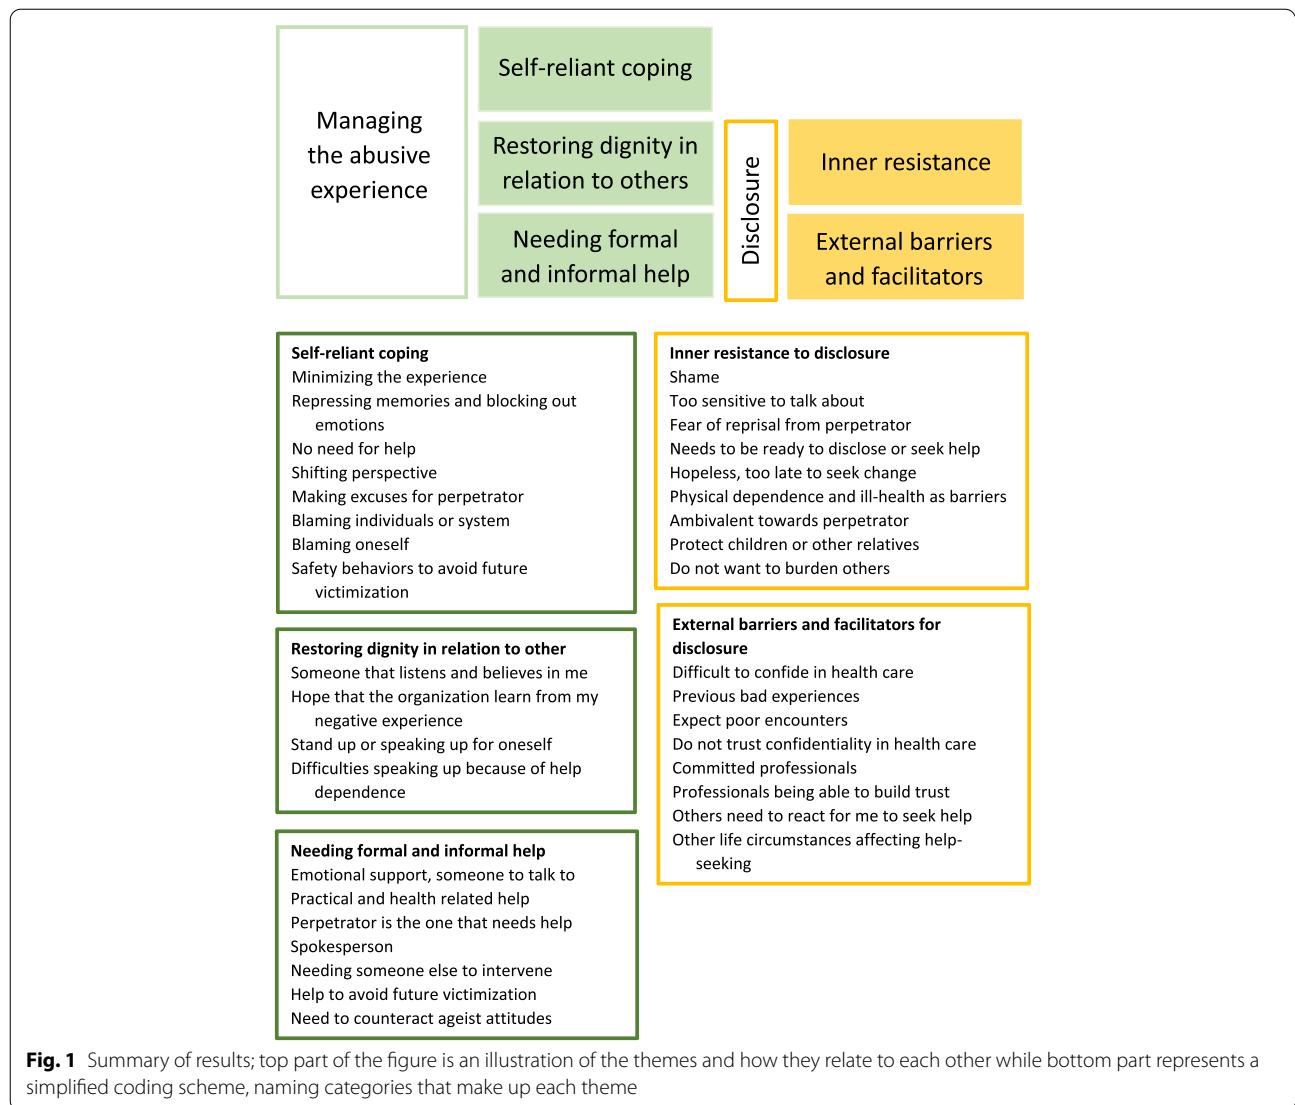 Managing
the abusive
experience
Self-reliant coping
Restoring dignity in
relation to others
Needing formal
and informal help
Disclosure
Inner resistance
External barriers
and facilitators
Self-reliant coping
Minimizing the experience
Repressing memories and blocking out
emotions
No need for help
Shifting perspective
Making excuses for perpetrator
Blaming individuals or system
Blaming oneself
Safety behaviors to avoid future
victimization
Restoring dignity in relation to other
Someone that listens and believes in me
Hope that the organization learn from my
negative experience
Stand up or speaking up for oneself
Difficulties speaking up because of help
dependence
Needing formal and informal help
Emotional support, someone to talk to
Practical and health related help
Perpetrator is the one that needs help
Spokesperson
Needing someone else to intervene
Help to avoid future victimization
Need to counteract ageist attitudes
Inner resistance to disclosure
Shame
Too sensitive to talk about
Fear of reprisal from perpetrator
Needs to be ready to disclose or seek help
Hopeless, too late to seek change
Physical dependence and ill-health as barriers
Ambivalent towards perpetrator
Protect children or other relatives
Do not want to burden others
External barriers and facilitators for
disclosure
Difficult to confide in health care
Previous bad experiences
Expect poor encounters
Do not trust confidentiality in health care
Committed professionals
Professionals being able to build trust
Others need to react for me to seek help
Other life circumstances affecting help-
seeking
Fig. 1 Summary of results; top part of the figure is an illustration of the themes and how they relate to each other while bottom part represents a
simplified coding scheme, naming categories that make up each theme